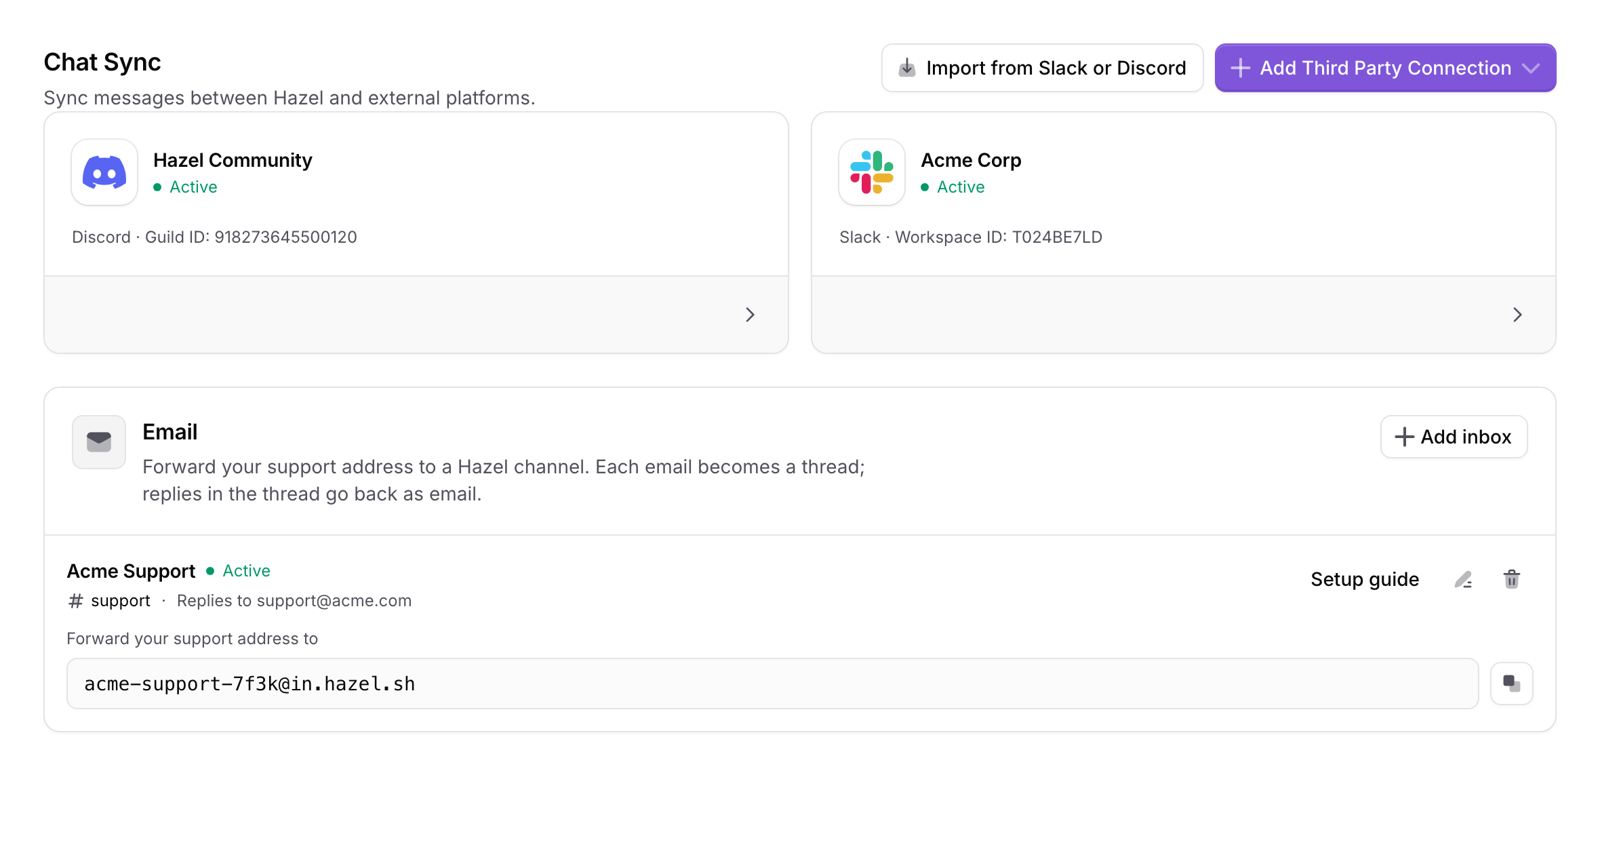 Chat Sync
Sync messages between Hazel and external platforms.
Import from Slack or Discord
Add Third Party Connection
Hazel Community
Active
Discord · Guild ID: 918273645500120
Acme Corp
Active
Slack · Workspace ID: T024BE7LD
Email
Forward your support address to a Hazel channel. Each email becomes a thread;
replies in the thread go back as email.
Add inbox
Acme Support Active
# support · Replies to support@acme.com
Setup guide
Forward your support address to
acme-support-7f3k@in.hazel.sh